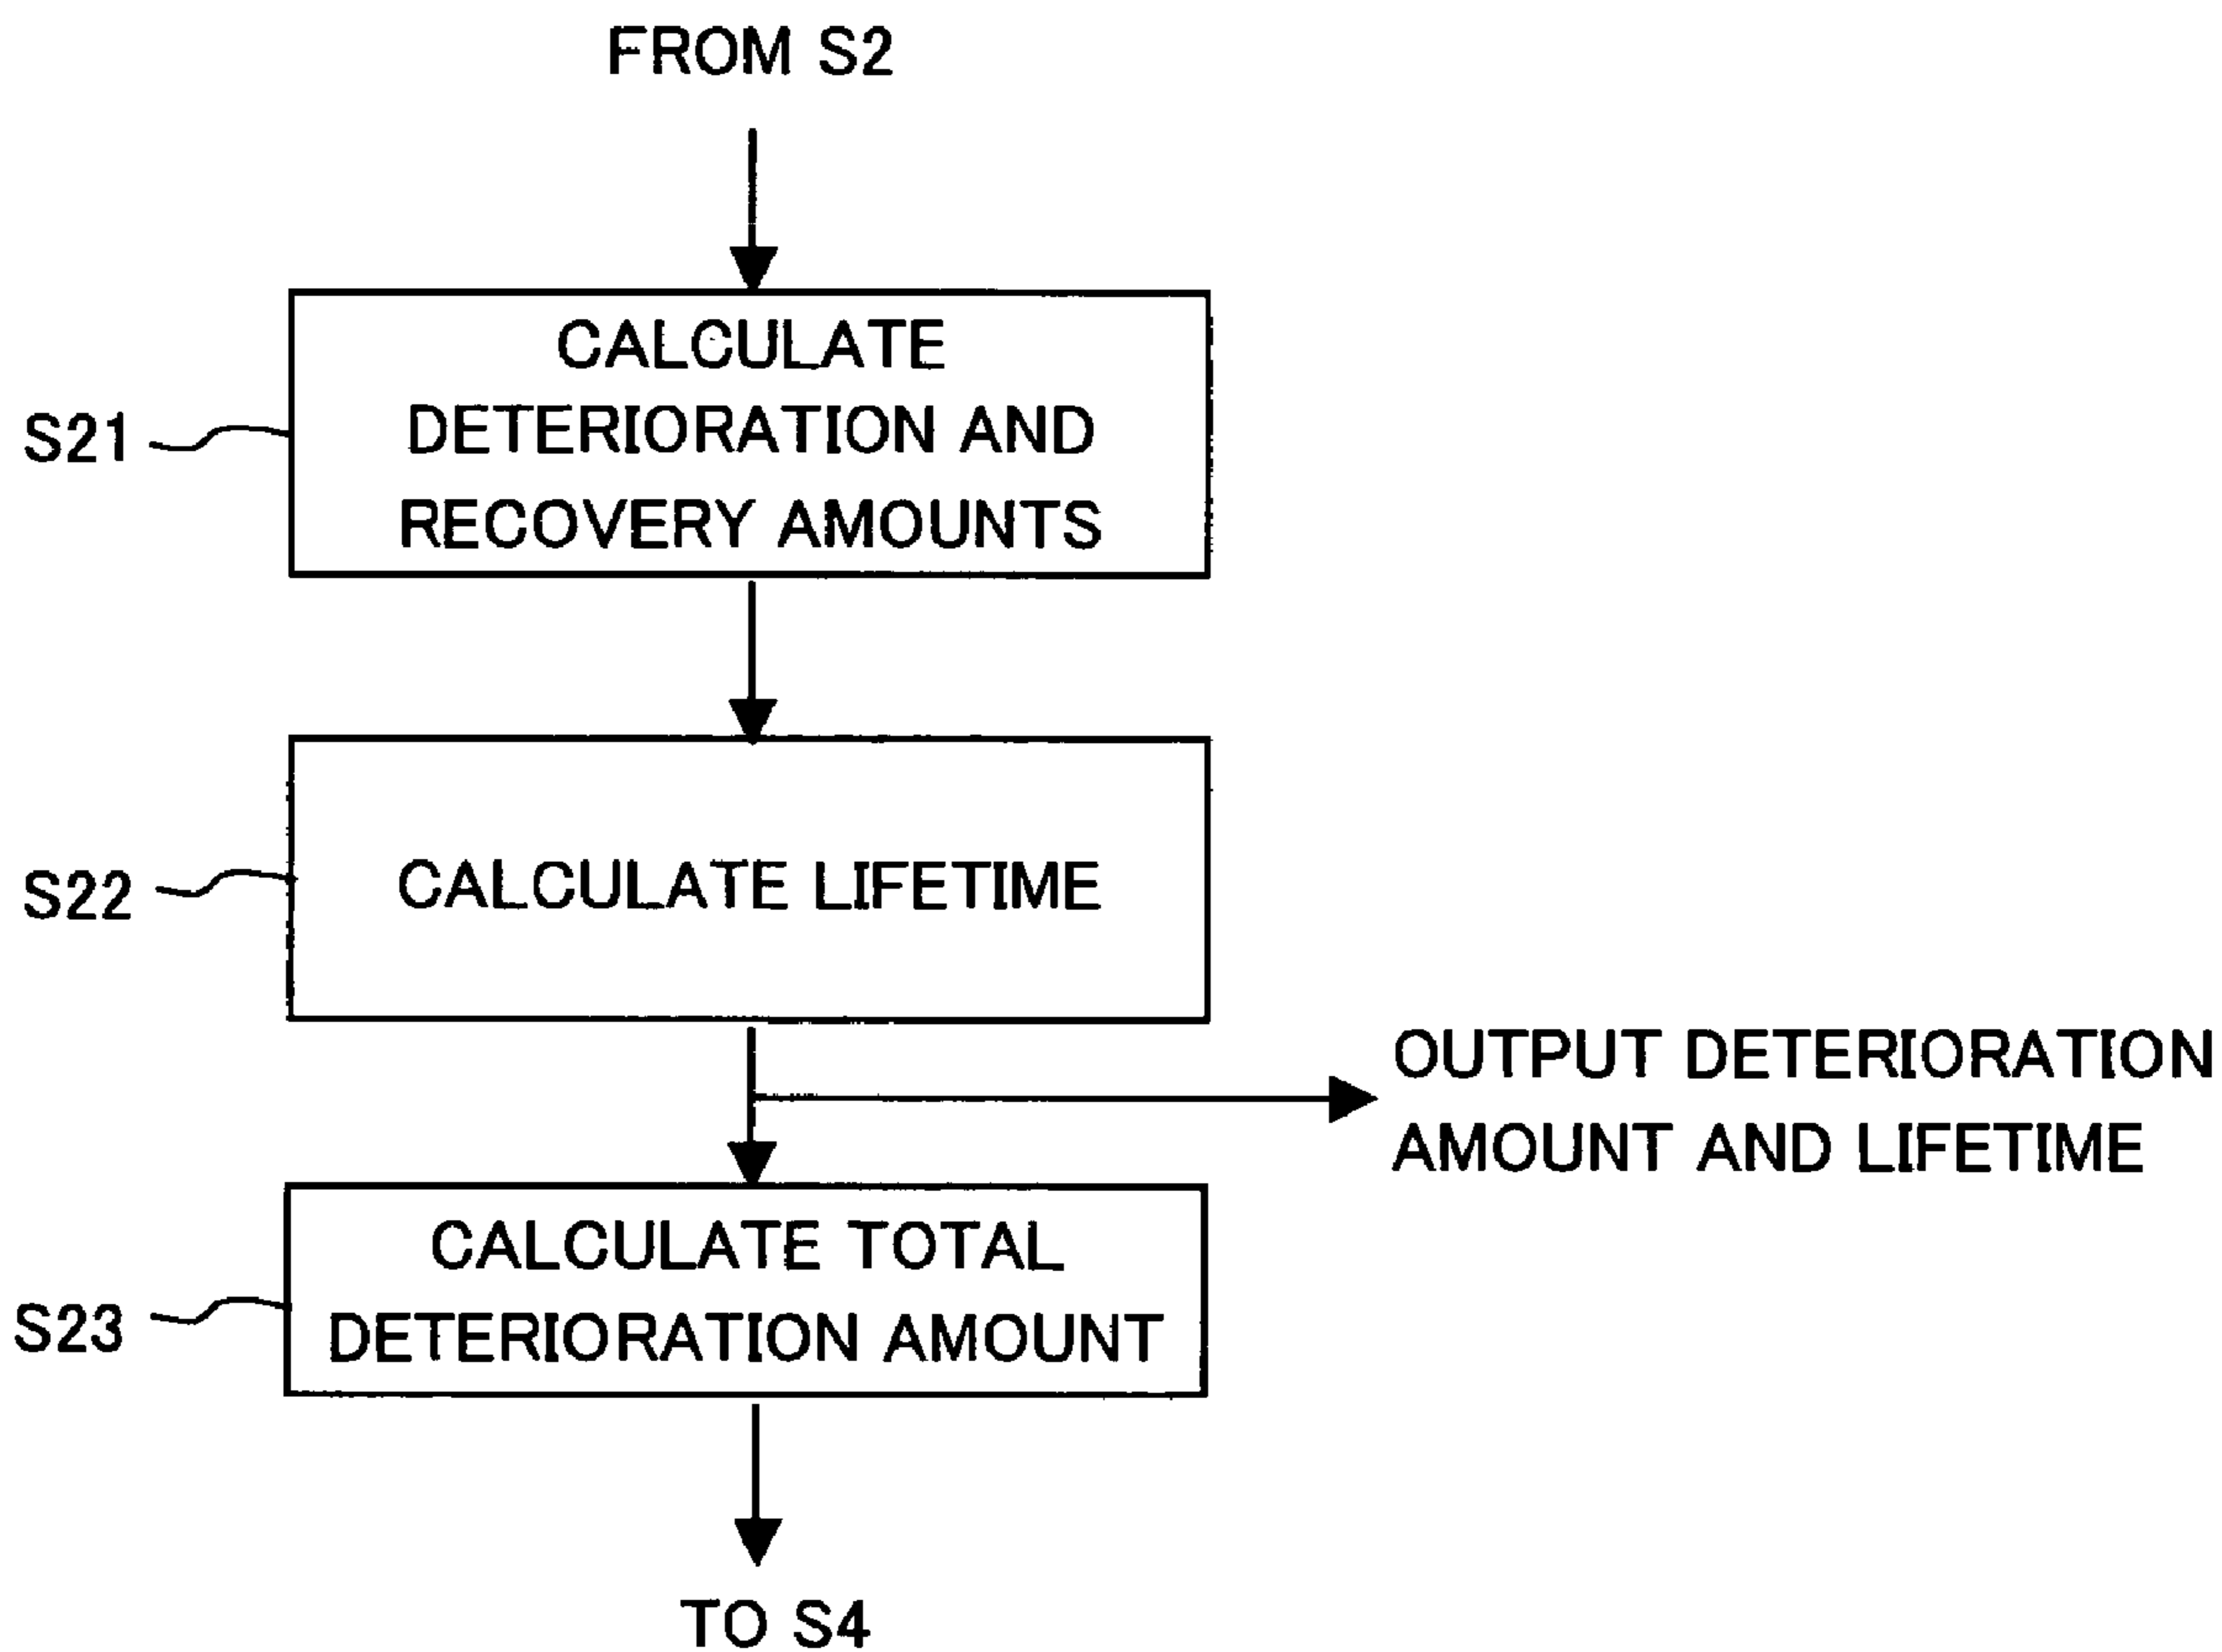 FROM S2
CALCULATE
DETERIORATION AND
RECOVERY AMOUNTS
S21
CALCULATE LIFETIME
S22
OUTPUT DETERIORATION
AMOUNT AND LIFETIME
CALCULATE TOTAL
DETERIORATION AMOUNT
S23
TO S4